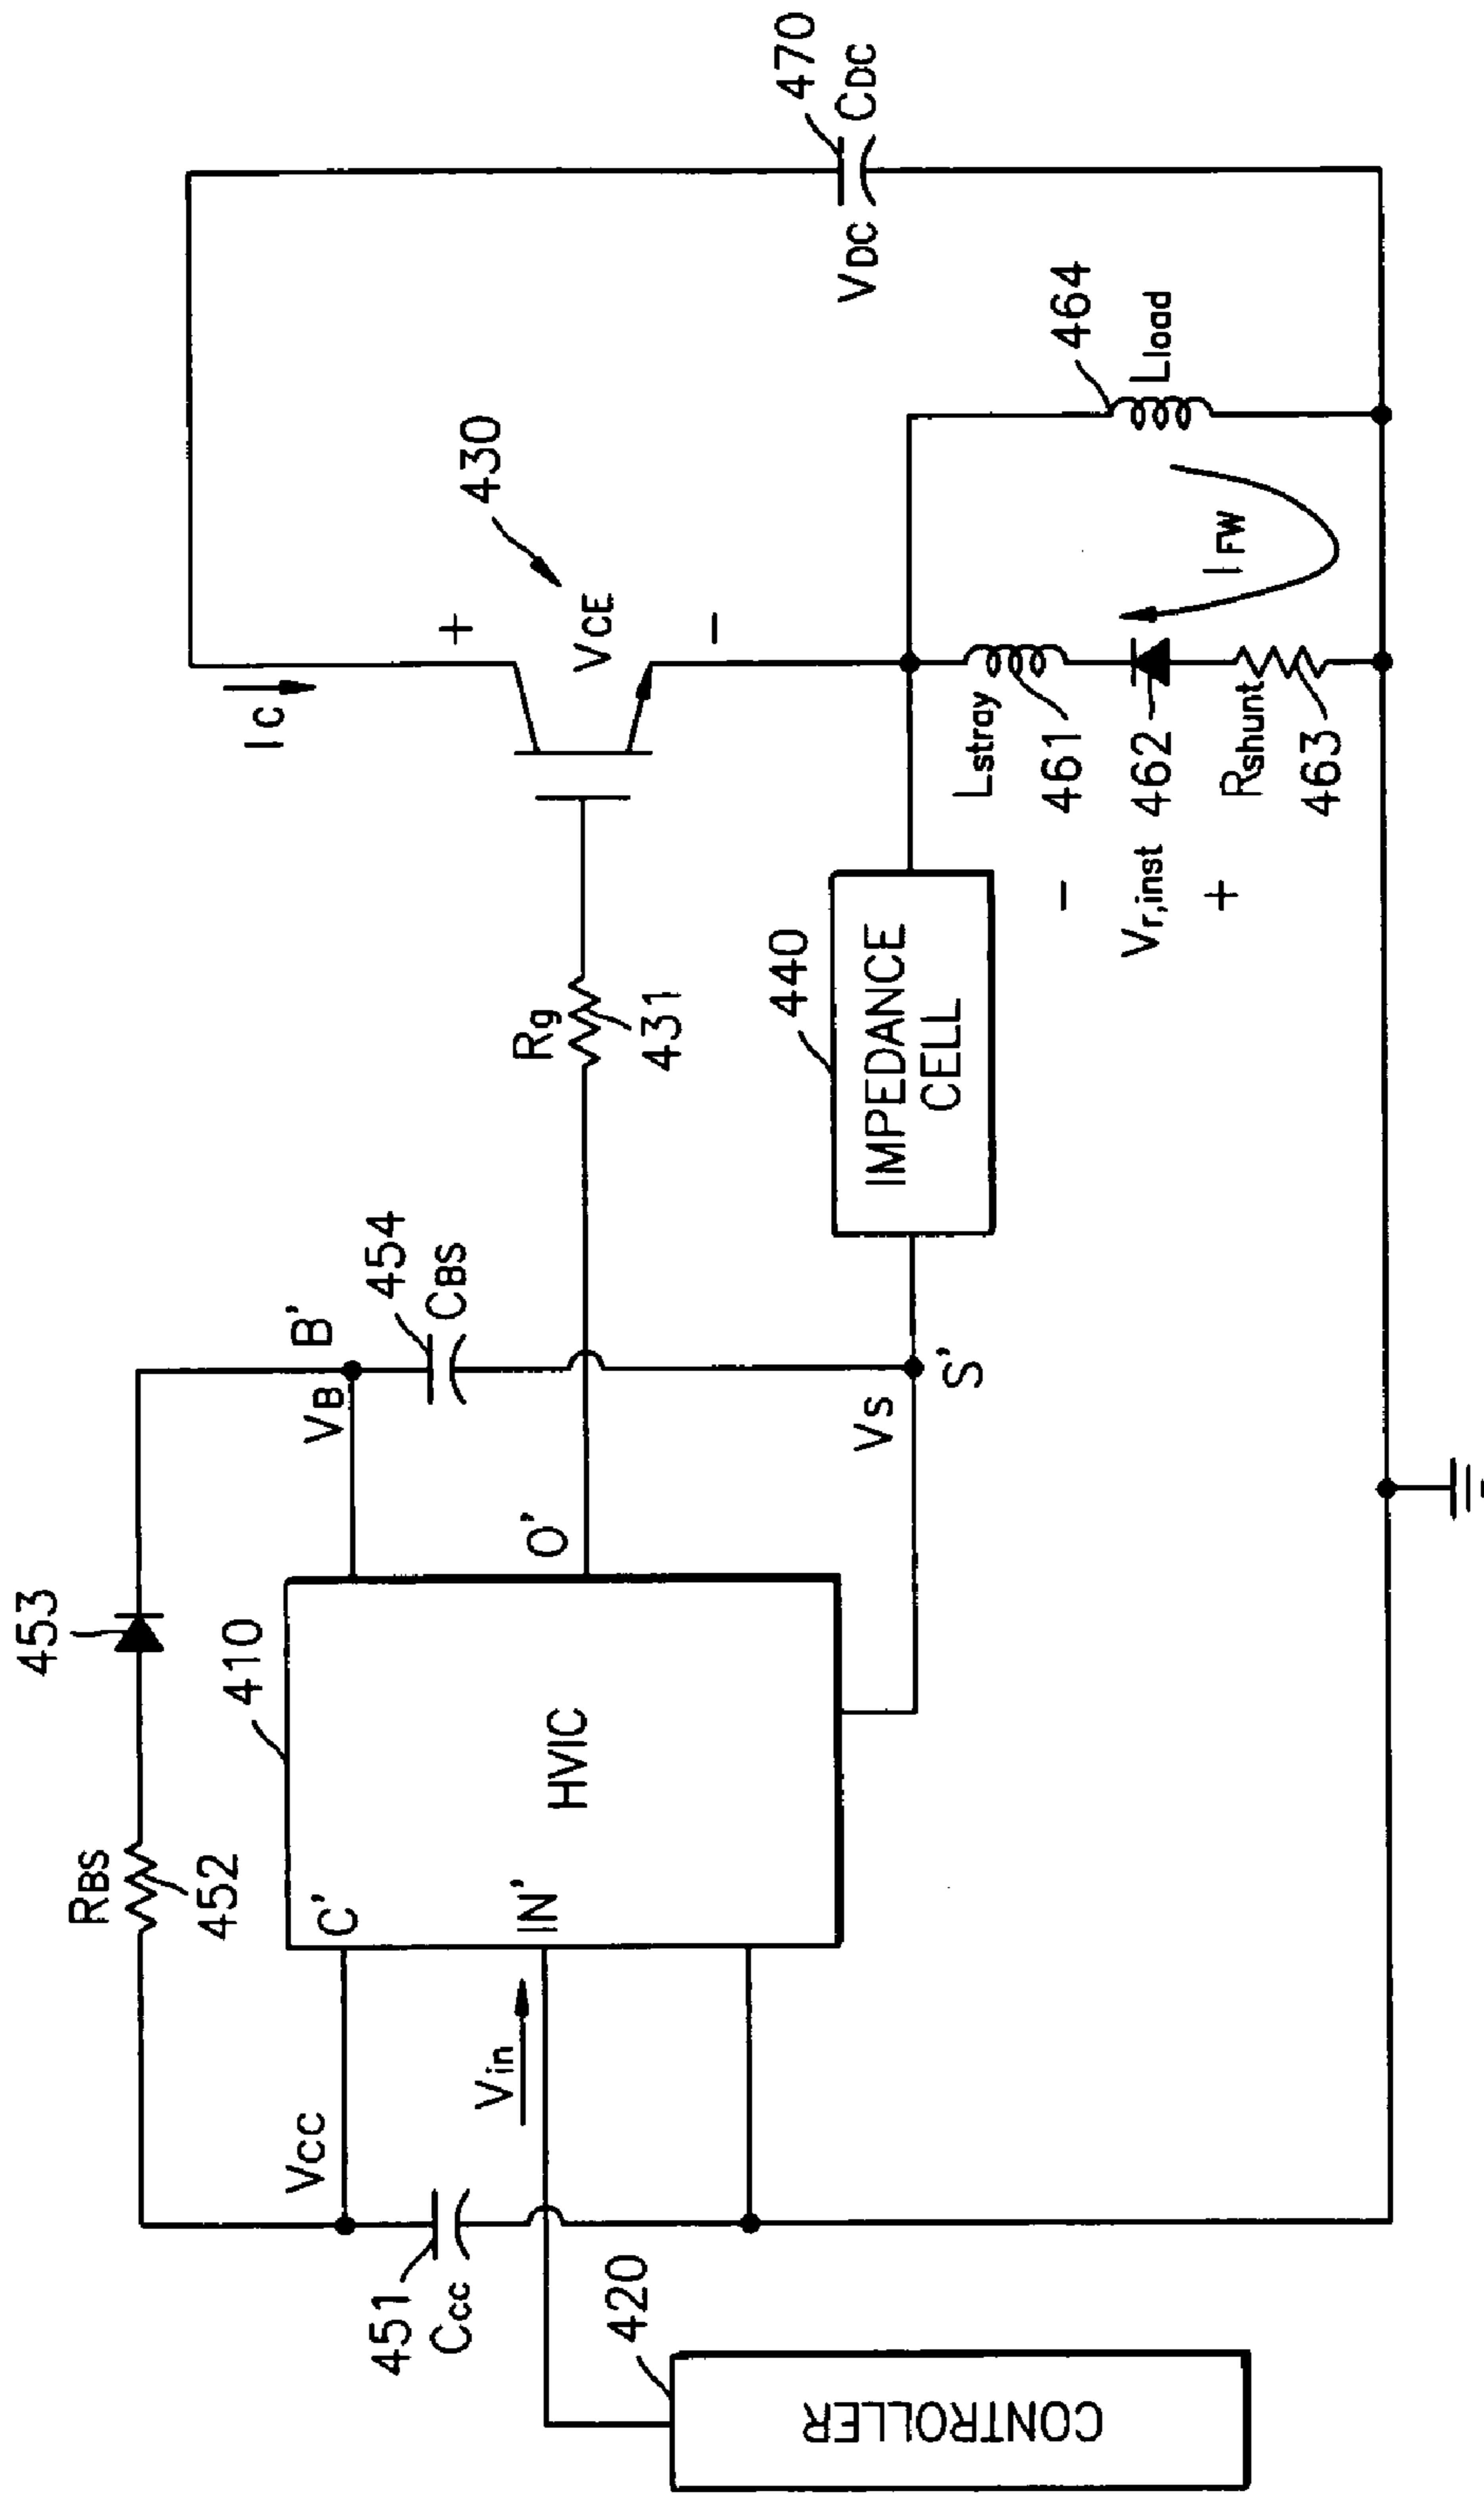 453
RBS
452
VCC
451
CCC
C'
IN'
Vin
420
CONTROLLER
410
HVIC
VB
B'
454
CBS
O'
VS
S'
Rg
431
440
IMPEDANCE
CELL
IC
+
VCE
-
430
Lstray
461
462
Rshunt
463
-
Vr,inst
+
IFW
464
Lload
VDC
470
CDC